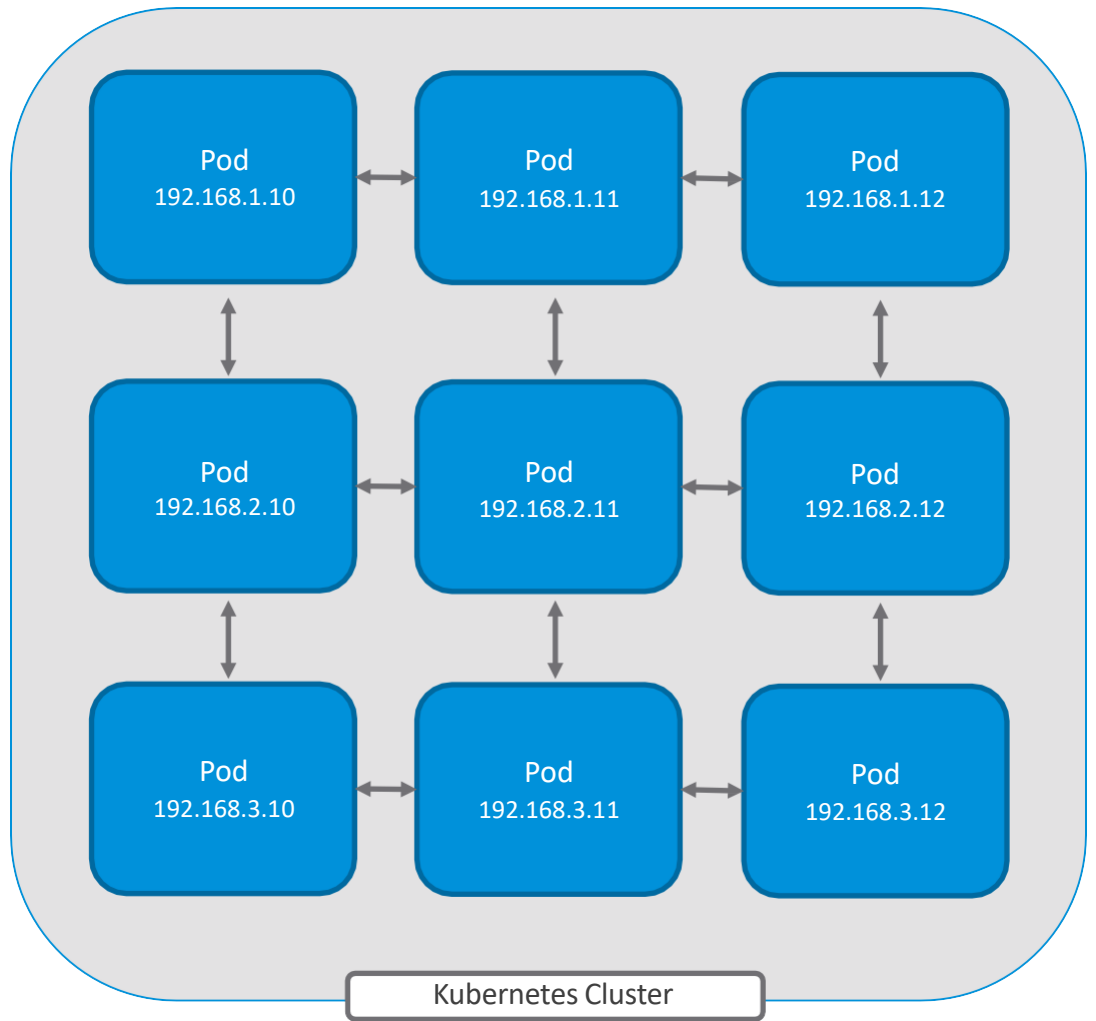 Pod
192.168.1.10
Pod
192.168.1.11
Pod
192.168.1.12
Pod
192.168.2.10
Pod
192.168.2.11
Pod
192.168.2.12
Pod
192.168.3.10
Pod
192.168.3.11
Pod
192.168.3.12
Kubernetes Cluster